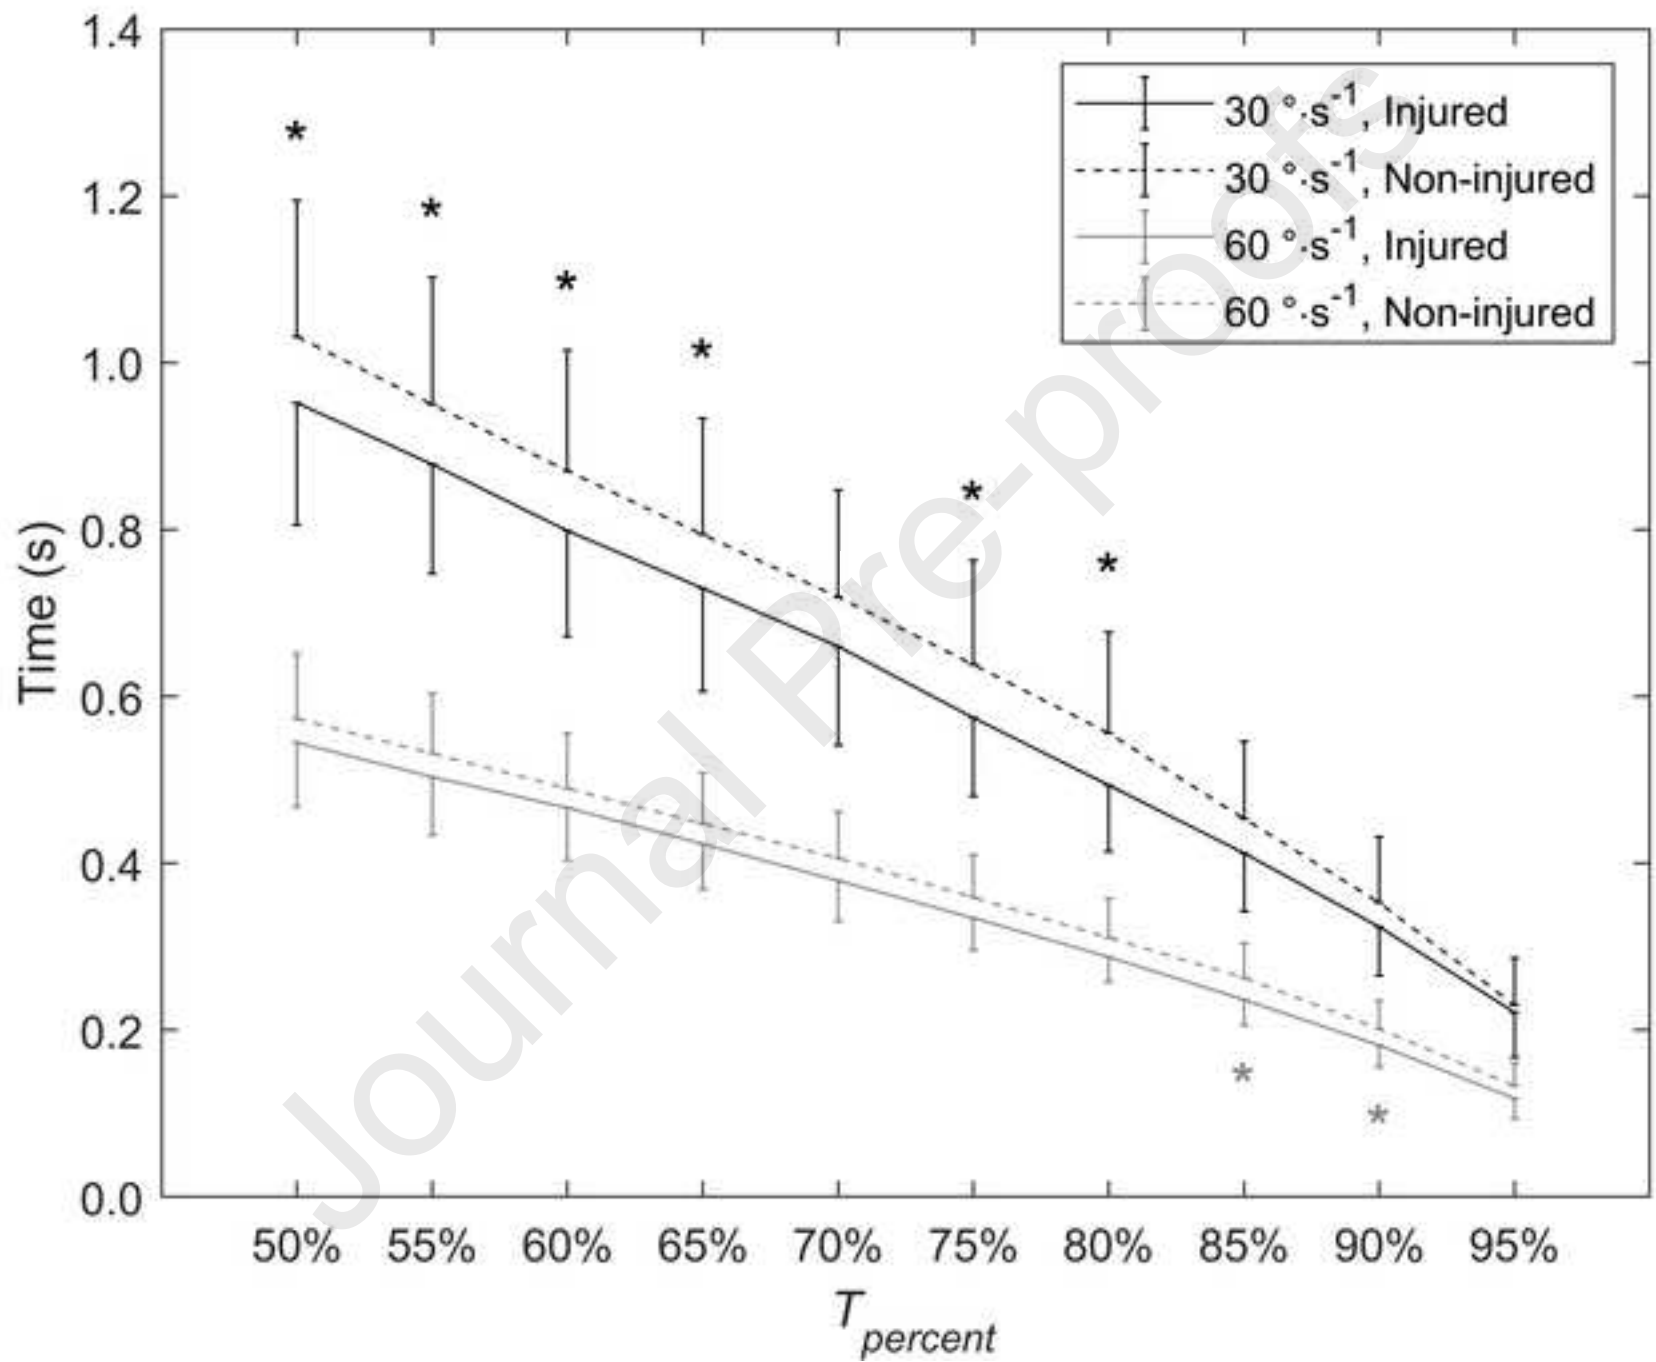 1.4
1.2
1.0
0.8
0.6
0.4
0.2
0.0
Time (s)
* * * * * *
* *
30 °·s⁻¹, Injured
30 °·s⁻¹, Non-injured
60 °·s⁻¹, Injured
60 °·s⁻¹, Non-injured
50% 55% 60% 65% 70% 75% 80% 85% 90% 95%
T percent
Journal Pre-proofs